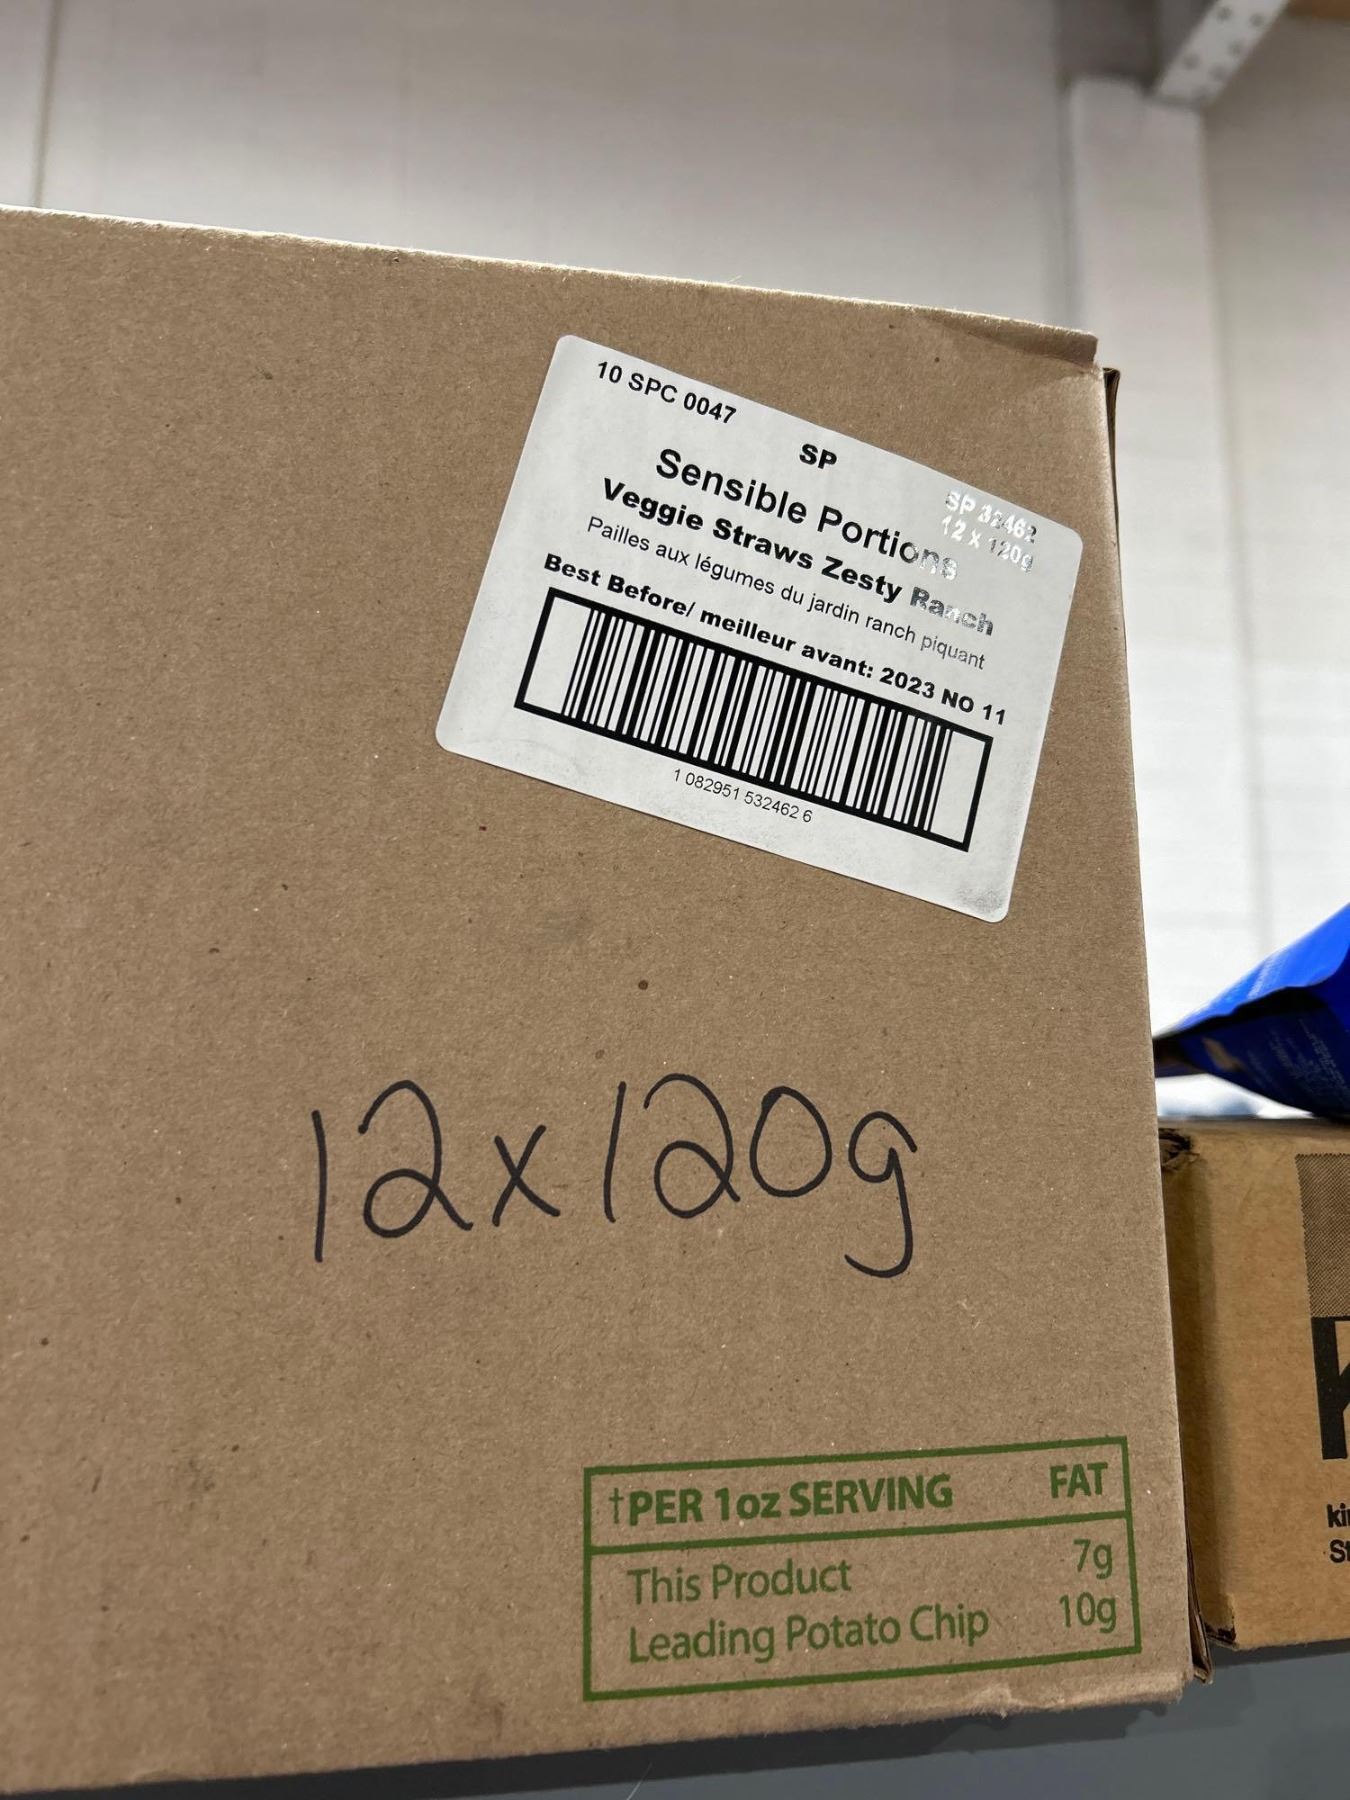 10 SPC 0047
SP
SP 32462
12 x 120g
Sensible Portions
Veggie Straws Zesty Ranch
Pailles aux légumes du jardin ranch piquant
Best Before/ meilleur avant: 2023 NO 11
1 082951 532462 6
12x120g
†PER 1oz SERVING FAT
This Product 7g
Leading Potato Chip 10g